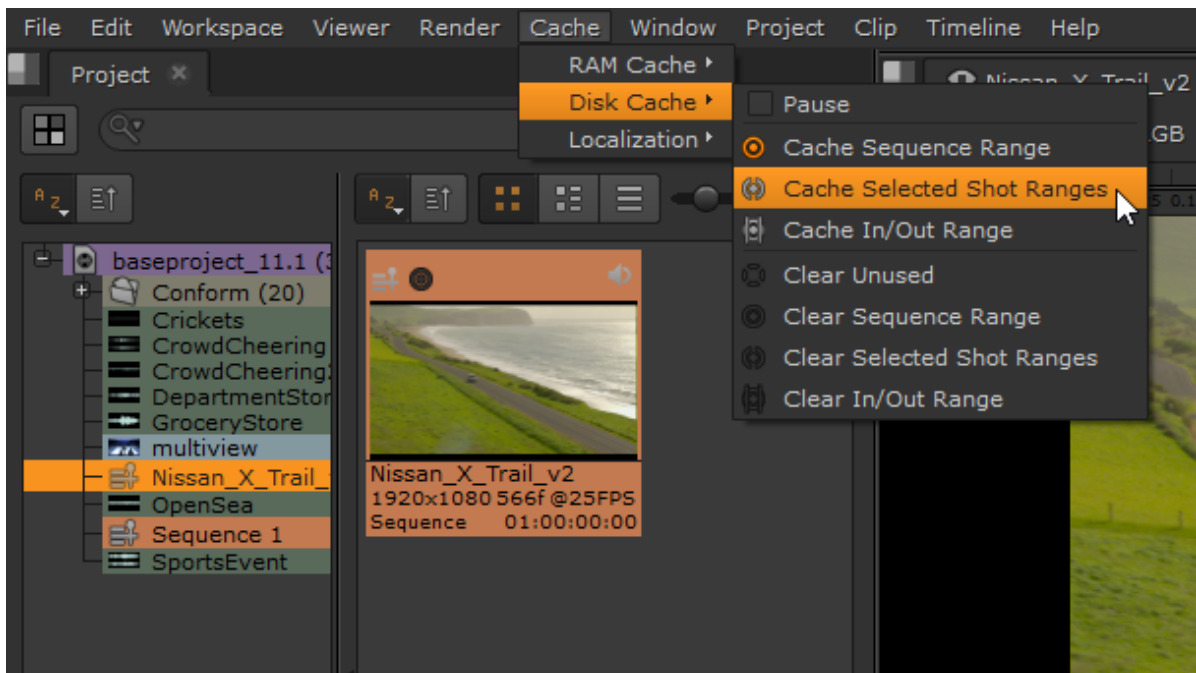 File Edit Workspace Viewer Render Cache Window Project Clip Timeline Help
Project
RAM Cache
Disk Cache
Localization
Pause
Cache Sequence Range
Cache Selected Shot Ranges
Cache In/Out Range
Clear Unused
Clear Sequence Range
Clear Selected Shot Ranges
Clear In/Out Range
Nissan_X_Trail_v2
GB
A Z
A Z
baseproject_11.1 (
Conform (20)
Crickets
CrowdCheering
CrowdCheering
DepartmentStor
GroceryStore
multiview
Nissan_X_Trail_
OpenSea
Sequence 1
SportsEvent
Nissan_X_Trail_v2
1920x1080 566f @25FPS
Sequence 01:00:00:00